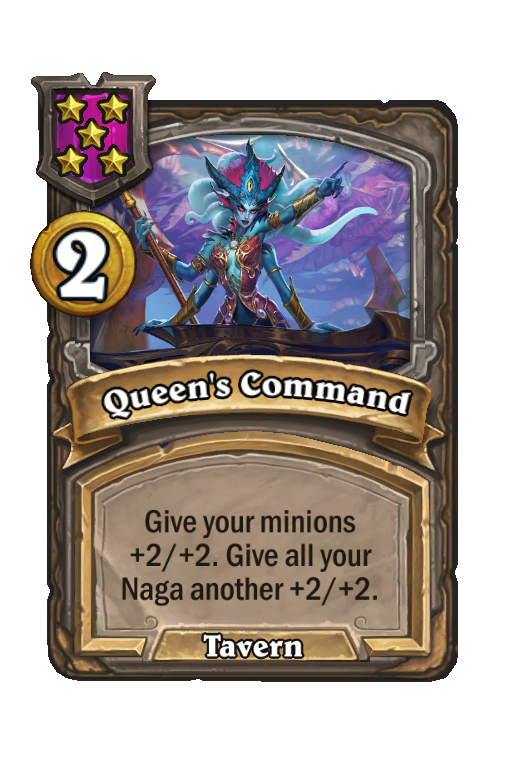 2
Queen's Command
Give your minions
+2/+2. Give all your
Naga another +2/+2.
Tavern